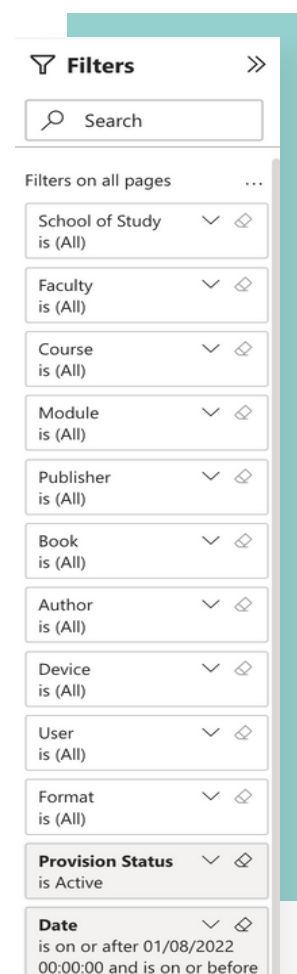 Filters
Search
Filters on all pages
...
School of Study
is (All)
Faculty
is (All)
Course
is (All)
Module
is (All)
Publisher
is (All)
Book
is (All)
Author
is (All)
Device
is (All)
User
is (All)
Format
is (All)
Provision Status
is Active
Date
is on or after 01/08/2022
00:00:00 and is on or before